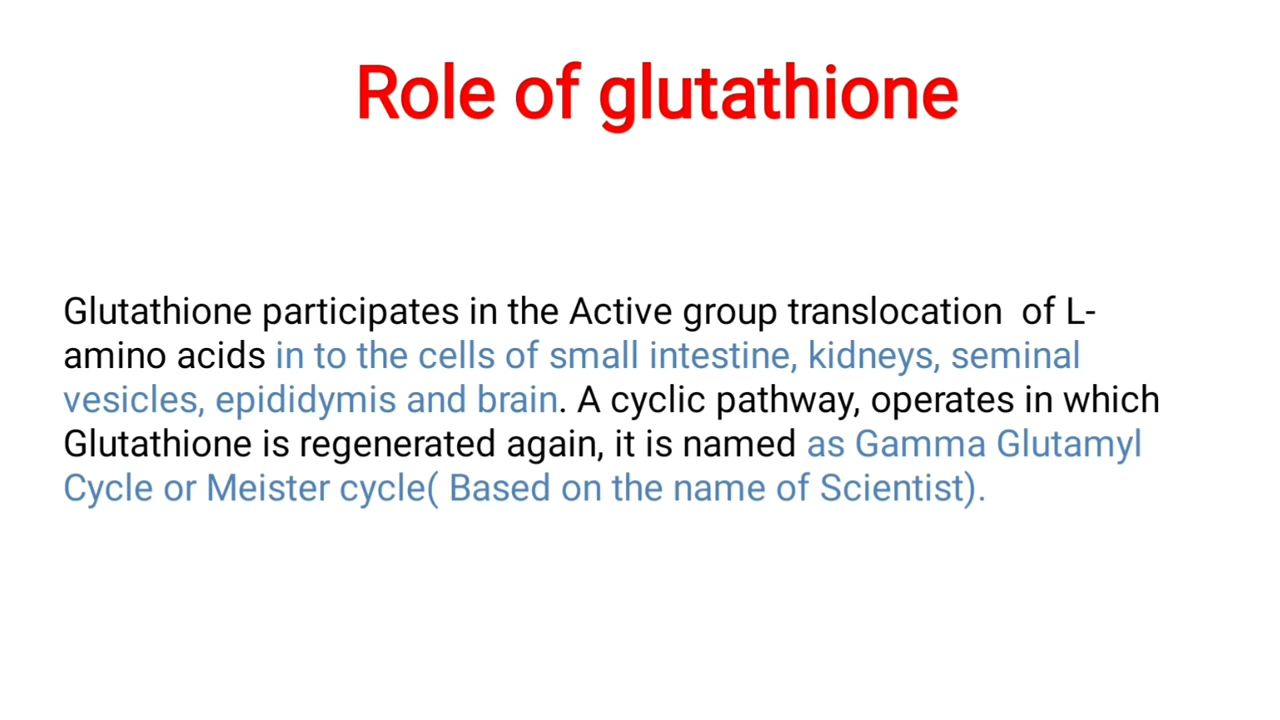 Role of glutathione
Glutathione participates in the Active group translocation  of L-
amino acids in to the cells of small intestine, kidneys, seminal
vesicles, epididymis and brain. A cyclic pathway, operates in which
Glutathione is regenerated again, it is named as Gamma Glutamyl
Cycle or Meister cycle( Based on the name of Scientist).